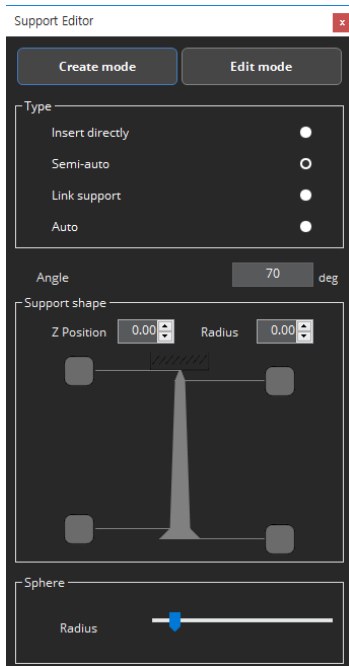 Support Editor
x
Create mode Edit mode
Type
Insert directly
Semi-auto
Link support
Auto
Angle 70 deg
Support shape
Z Position 0.00 Radius 0.00
Sphere
Radius